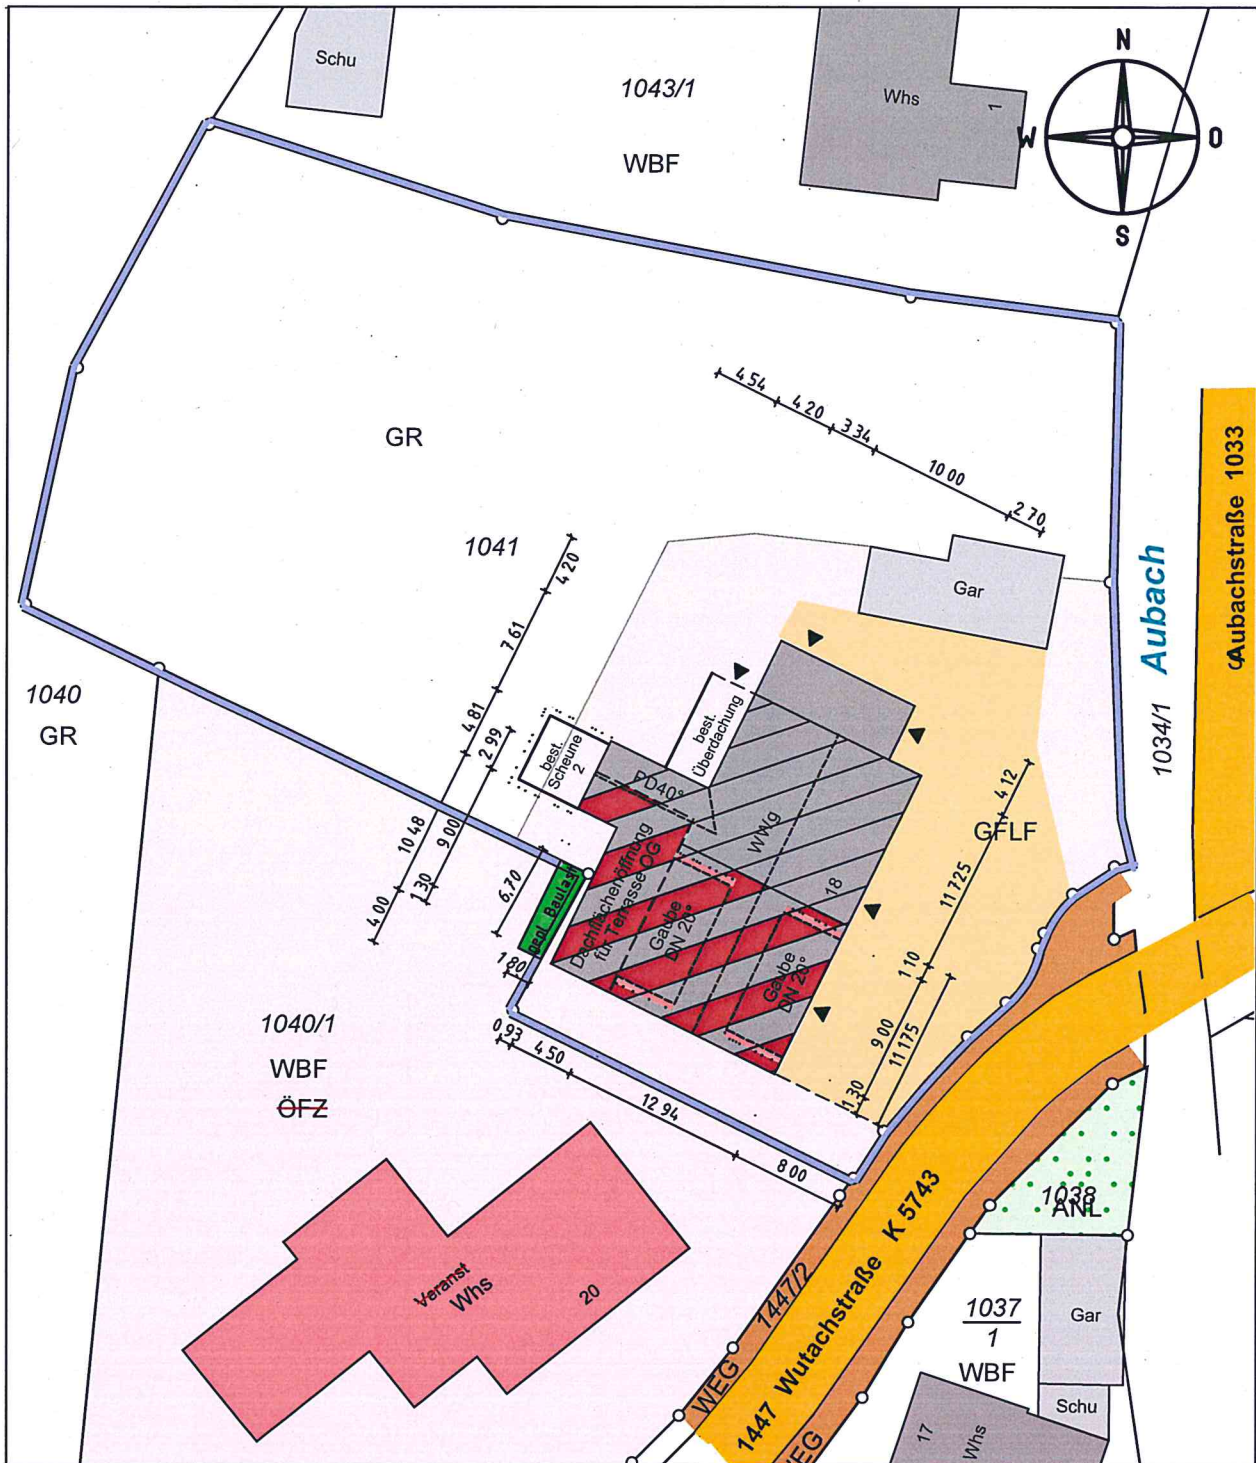 Schu
1043/1
WBF
Whs
1
N
W
O
S
GR
1041
4 54
4 20
3 34
10 00
2 70
Gar
Aubach
1034/1
Aubachstraße 1033
1040
GR
4 20
7 61
4 81
2 99
10 48
9 00
1 30
4 00
best.
Scheune
2
best.
Überdachung
PD40°
WWg
18
Dachflächenöffnung
für Terrasse OG
Gaube
DN 20°
Gaube
DN 20°
6,70
gepl. Baulast
1,80
GFLF
4 12
11 725
1 10
9 00
11 175
1 30
0,93
4 50
12 94
8 00
1040/1
WBF
ÖFZ
Veranst
Whs
20
WEG
1447/2
1447 Wutachstraße K 5743
WEG
1038
ANL
1037
1
WBF
Gar
Schu
17
Whs